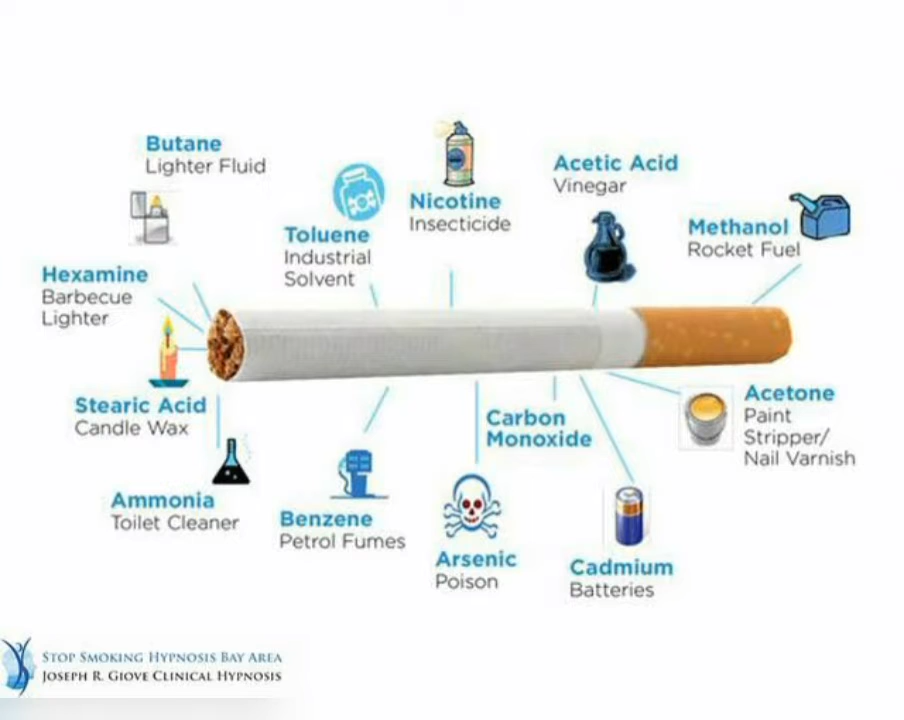 Butane
Lighter Fluid
Hexamine
Barbecue
Lighter
Toluene
Industrial
Solvent
Nicotine
Insecticide
Acetic Acid
Vinegar
Methanol
Rocket Fuel
Stearic Acid
Candle Wax
Ammonia
Toilet Cleaner
Benzene
Petrol Fumes
Carbon
Monoxide
Arsenic
Poison
Cadmium
Batteries
Acetone
Paint
Stripper/
Nail Varnish
STOP SMOKING HYPNOSIS BAY AREA
JOSEPH R. GIOVE CLINICAL HYPNOSIS